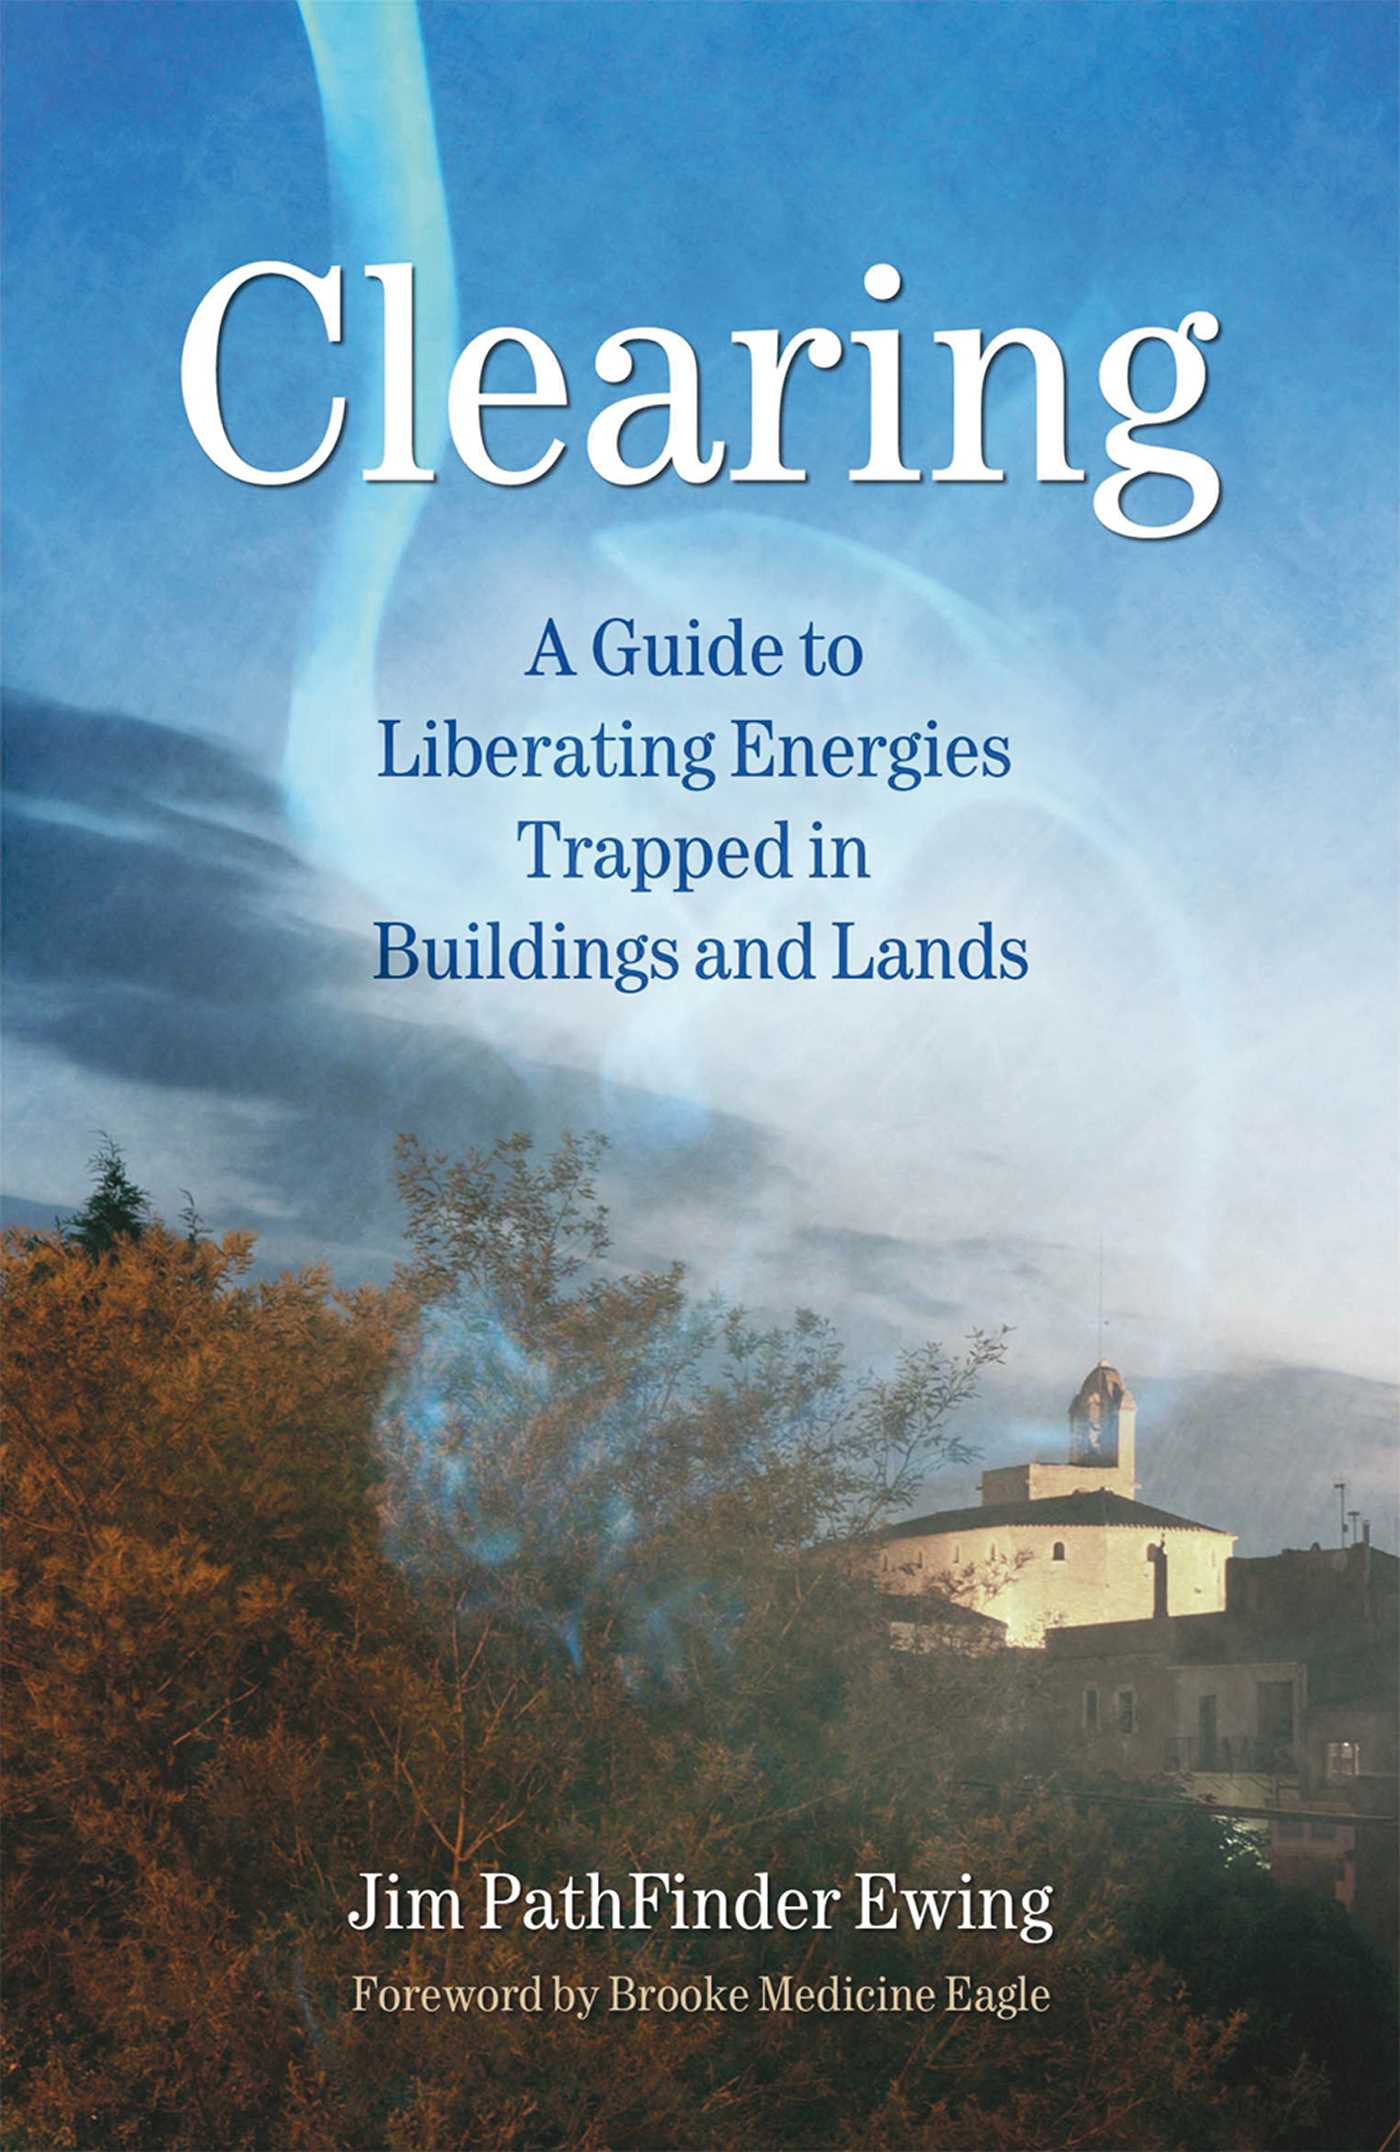 Clearing
A Guide to
Liberating Energies
Trapped in
Buildings and Lands
Jim PathFinder Ewing
Foreword by Brooke Medicine Eagle